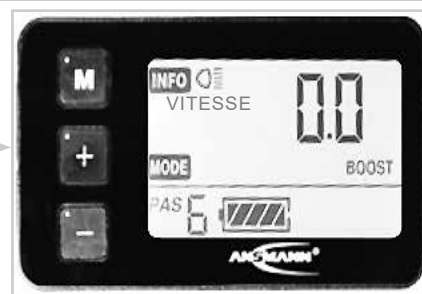 M
INFO
VITESSE
0.0
+
MODE
BOOST
PAS 6
-
ANSMANN®